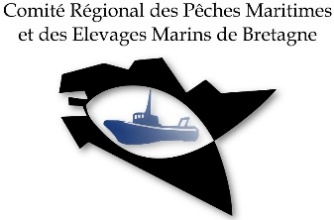 Comité Régional des Pêches Maritimes
et des Elevages Marins de Bretagne